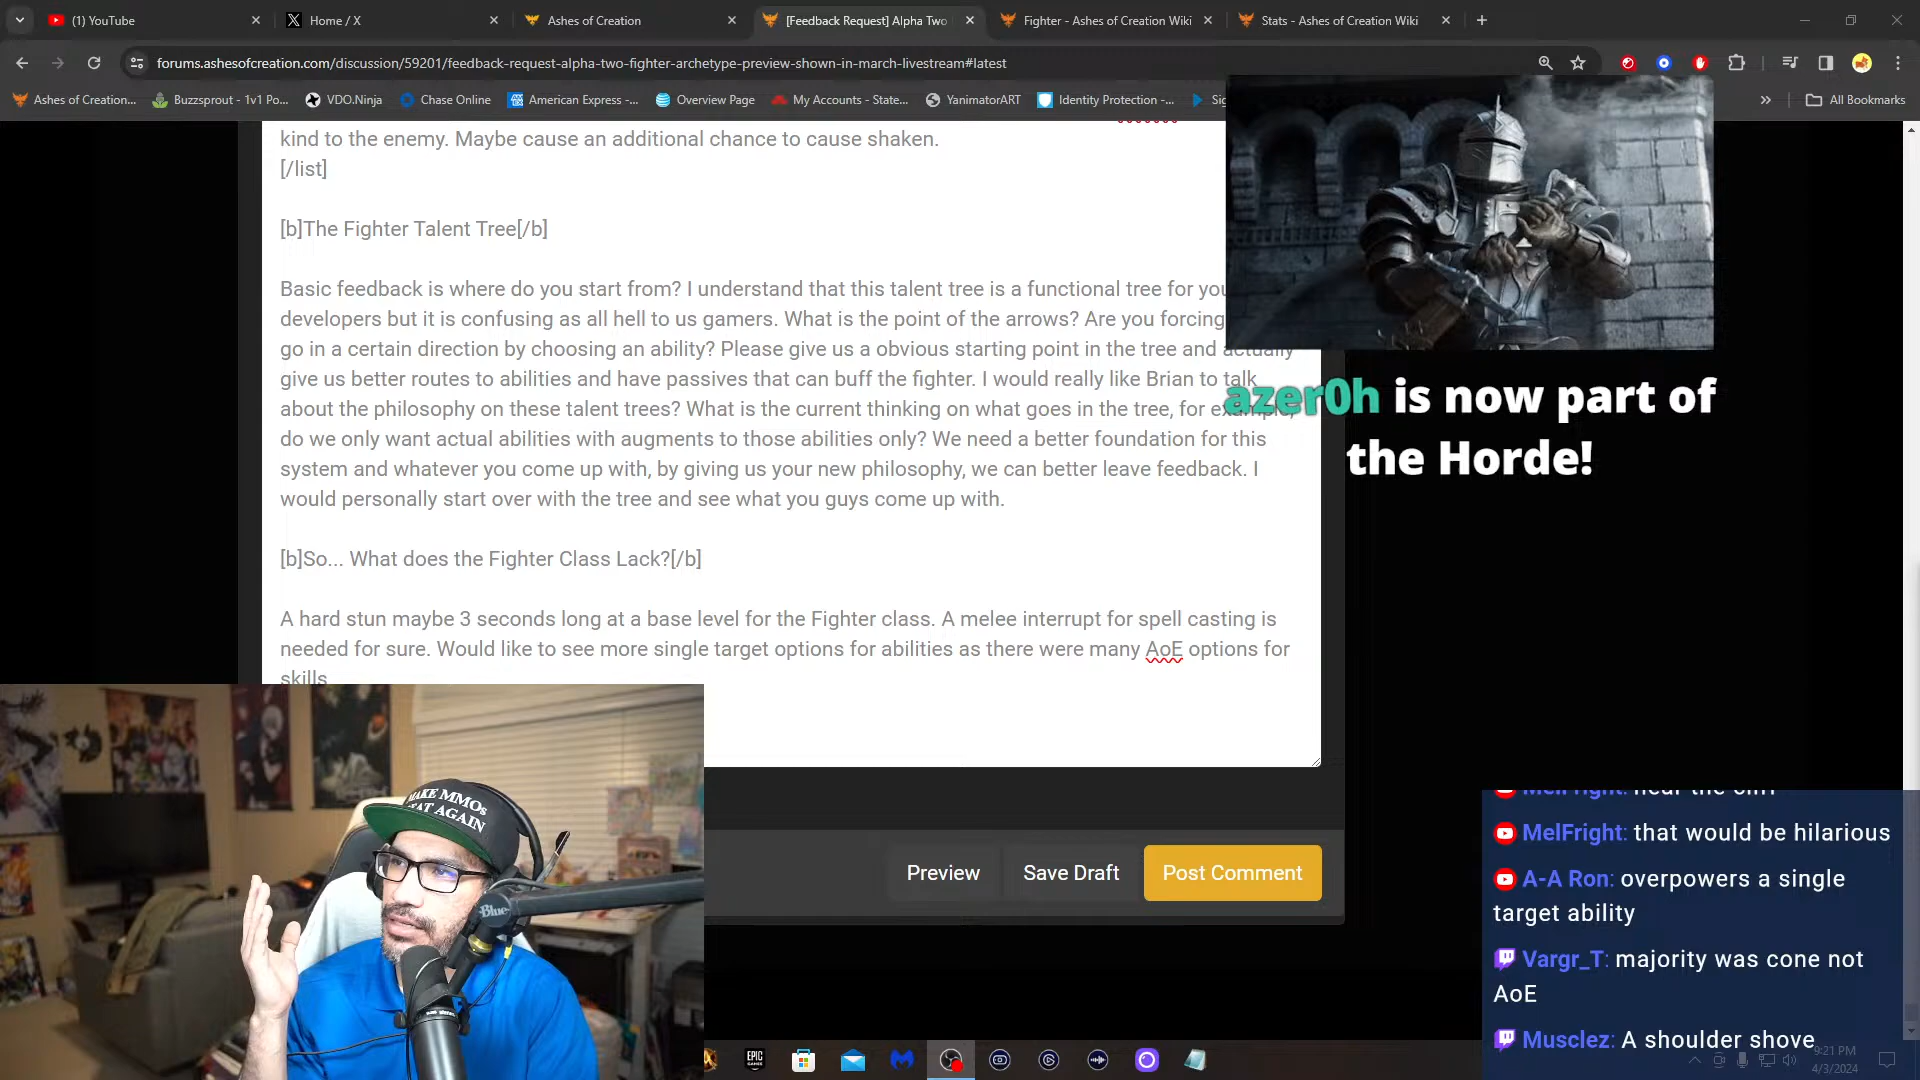 (1) YouTube
Home / X
Ashes of Creation
[Feedback Request] Alpha Two
Fighter - Ashes of Creation Wiki
Stats - Ashes of Creation Wiki
forums.ashesofcreation.com/discussion/59201/feedback-request-alpha-two-fighter-archetype-preview-shown-in-march-livestream#latest
Ashes of Creation...
Buzzsprout - 1v1 Po...
VDO.Ninja
Chase Online
American Express -...
Overview Page
My Accounts - State...
YanimatorART
Identity Protection -...
All Bookmarks
kind to the enemy. Maybe cause an additional chance to cause shaken.
[/list]
[b]The Fighter Talent Tree[/b]
Basic feedback is where do you start from? I understand that this talent tree is a functional tree for you
developers but it is confusing as all hell to us gamers. What is the point of the arrows? Are you forcing
go in a certain direction by choosing an ability? Please give us a obvious starting point in the tree and actually
give us better routes to abilities and have passives that can buff the fighter. I would really like Brian to talk
about the philosophy on these talent trees? What is the current thinking on what goes in the tree, for example,
do we only want actual abilities with augments to those abilities only? We need a better foundation for this
system and whatever you come up with, by giving us your new philosophy, we can better leave feedback. I
would personally start over with the tree and see what you guys come up with.
[b]So... What does the Fighter Class Lack?[/b]
A hard stun maybe 3 seconds long at a base level for the Fighter class. A melee interrupt for spell casting is
needed for sure. Would like to see more single target options for abilities as there were many AoE options for
skills
azer0h is now part of
the Horde!
Preview
Save Draft
Post Comment
MAKE MMOs
GREAT AGAIN
Blue
MelFright: near the cliff
MelFright: that would be hilarious
A-A Ron: overpowers a single
target ability
Vargr_T: majority was cone not
AoE
Musclez: A shoulder shove
EPIC
GAMES
9:21 PM
4/3/2024